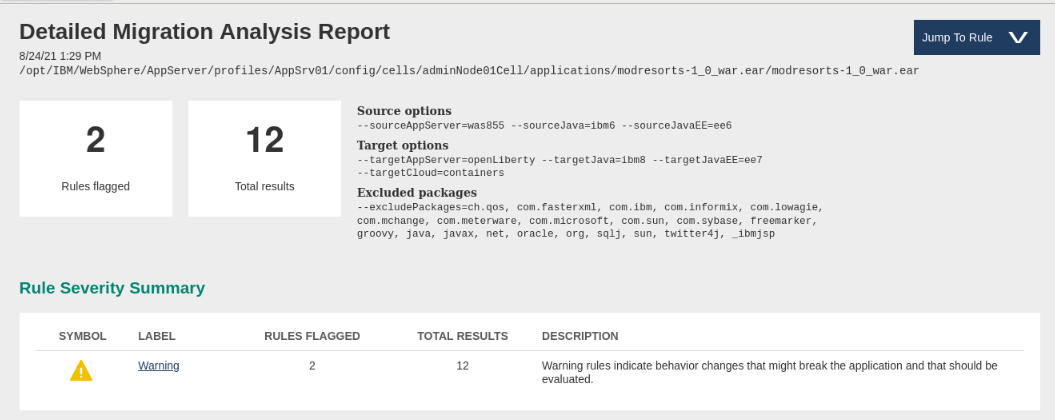 Detailed Migration Analysis Report
Jump To Rule
8/24/21 1:29 PM
/opt/IBM/WebSphere/AppServer/profiles/AppSrv01/config/cells/adminNode01Cell/applications/modresorts-1_0_war.ear/modresorts-1_0_war.ear
2
Rules flagged
12
Total results
Source options
--sourceAppServer=was855 --sourceJava=ibm6 --sourceJavaEE=ee6
Target options
--targetAppServer=openLiberty --targetJava=ibm8 --targetJavaEE=ee7
--targetCloud=containers
Excluded packages
--excludePackages=ch.qos, com.fasterxml, com.ibm, com.informix, com.lowagie,
com.mchange, com.meterware, com.microsoft, com.sun, com.sybase, freemarker,
groovy, java, javax, net, oracle, org, sqlj, sun, twitter4j, _ibmjsp
Rule Severity Summary
SYMBOL LABEL RULES FLAGGED TOTAL RESULTS DESCRIPTION
Warning 2 12 Warning rules indicate behavior changes that might break the application and that should be
evaluated.